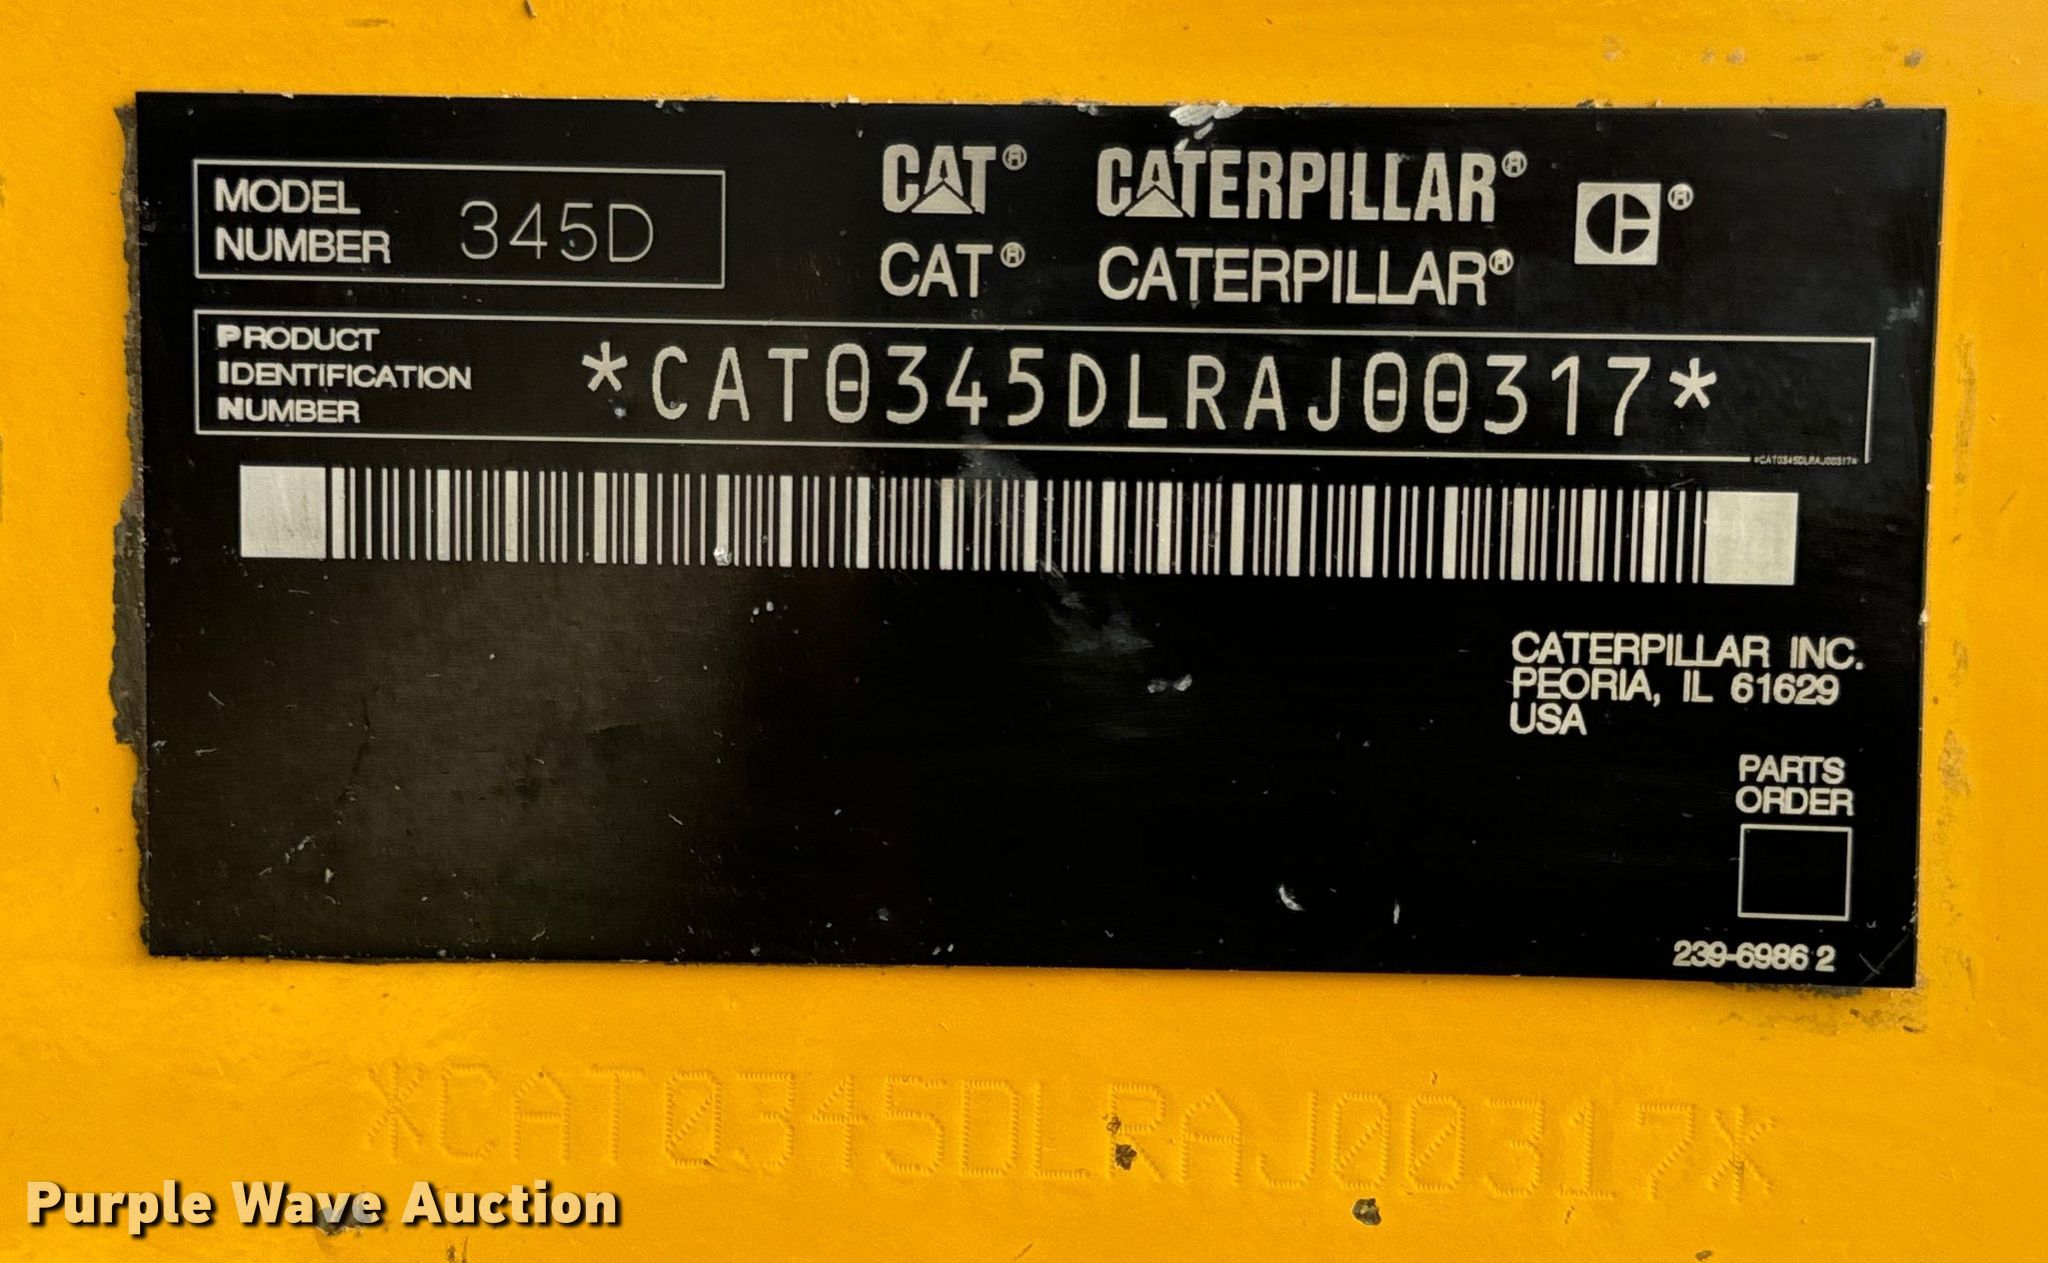 MODEL NUMBER 345D
CAT® CATERPILLAR® C®
CAT® CATERPILLAR®
PRODUCT IDENTIFICATION NUMBER *CAT0345DLRAJ00317*
*CAT0345DLRAJ00317*
CATERPILLAR INC.
PEORIA, IL 61629
USA
PARTS
ORDER
239-6986 2
*CAT0345DLRAJ00317*
Purple Wave Auction